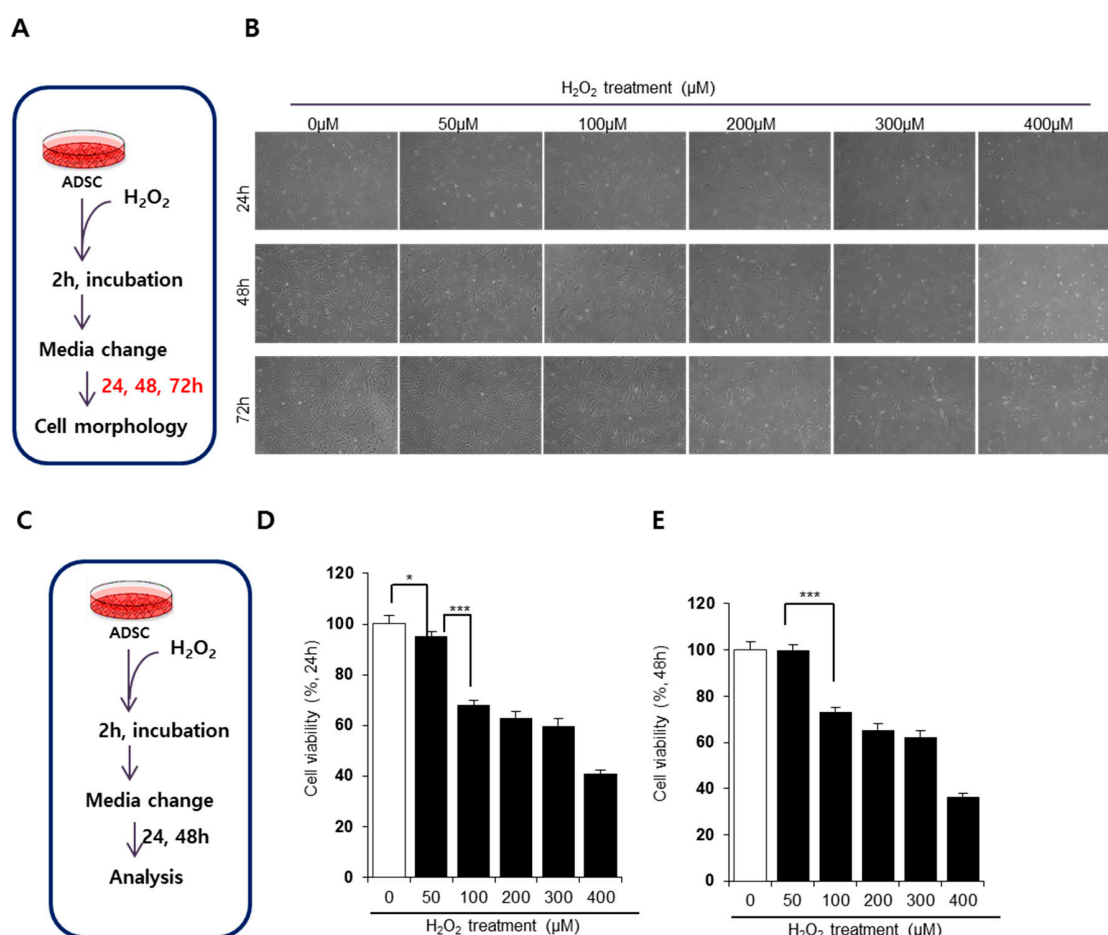 A
B
ADSC
H₂O₂
2h, incubation
Media change
24, 48, 72h
Cell morphology
H₂O₂ treatment (μM)
0μM 50μM 100μM 200μM 300μM 400μM
24h
48h
72h
C
D
E
ADSC
H₂O₂
2h, incubation
Media change
24, 48h
Analysis
Cell viability (%, 24h)
120
100
80
60
40
20
0
* ***
0 50 100 200 300 400
H₂O₂ treatment (μM)
Cell viability (%, 48h)
120
100
80
60
40
20
0
***
0 50 100 200 300 400
H₂O₂ treatment (μM)